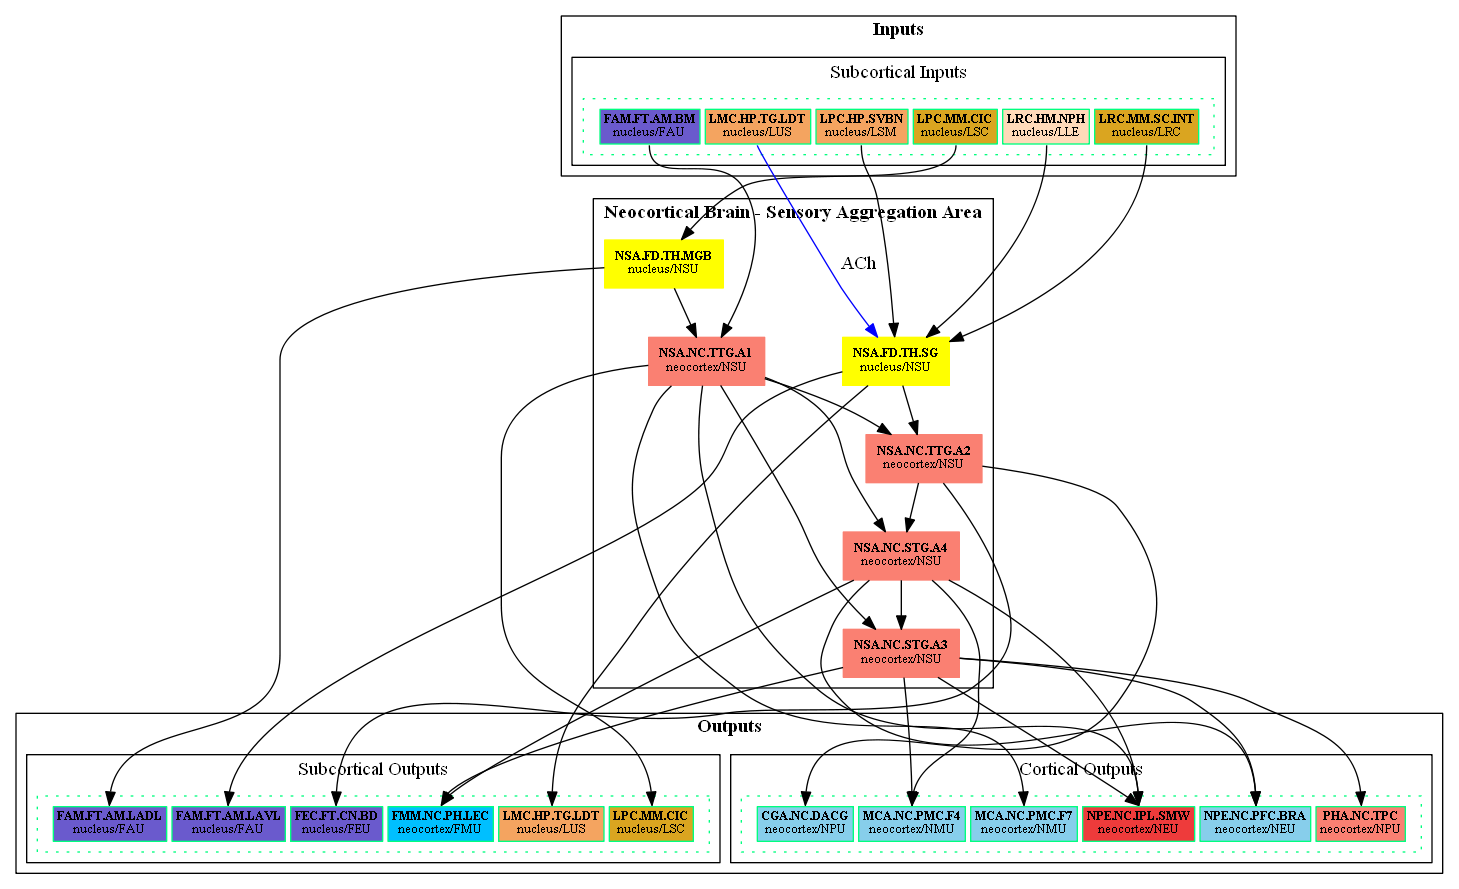 Inputs
Subcortical Inputs
FAM.FT.AM.BM
nucleus/FAU
LMC.HP.TG.LDT
nucleus/LUS
LPC.HP.SVBN
nucleus/LSM
LPC.MM.CIC
nucleus/LSC
LRC.HM.NPH
nucleus/LLE
LRC.MM.SC.INT
nucleus/LRC
Neocortical Brain - Sensory Aggregation Area
NSA.FD.TH.MGB
nucleus/NSU
ACh
NSA.NC.TTG.A1
neocortex/NSU
NSA.FD.TH.SG
nucleus/NSU
NSA.NC.TTG.A2
neocortex/NSU
NSA.NC.STG.A4
neocortex/NSU
NSA.NC.STG.A3
neocortex/NSU
Outputs
Subcortical Outputs
FAM.FT.AM.LADL
nucleus/FAU
FAM.FT.AM.LAVL
nucleus/FAU
FEC.FT.CN.BD
nucleus/FEU
FMM.NC.PH.LEC
neocortex/FMU
LMC.HP.TG.LDT
nucleus/LUS
LPC.MM.CIC
nucleus/LSC
Cortical Outputs
CGA.NC.DACG
neocortex/NPU
MCA.NC.PMC.F4
neocortex/NMU
MCA.NC.PMC.F7
neocortex/NMU
NPE.NC.IPL.SMW
neocortex/NEU
NPE.NC.PFC.BRA
neocortex/NEU
PHA.NC.TPC
neocortex/NPU